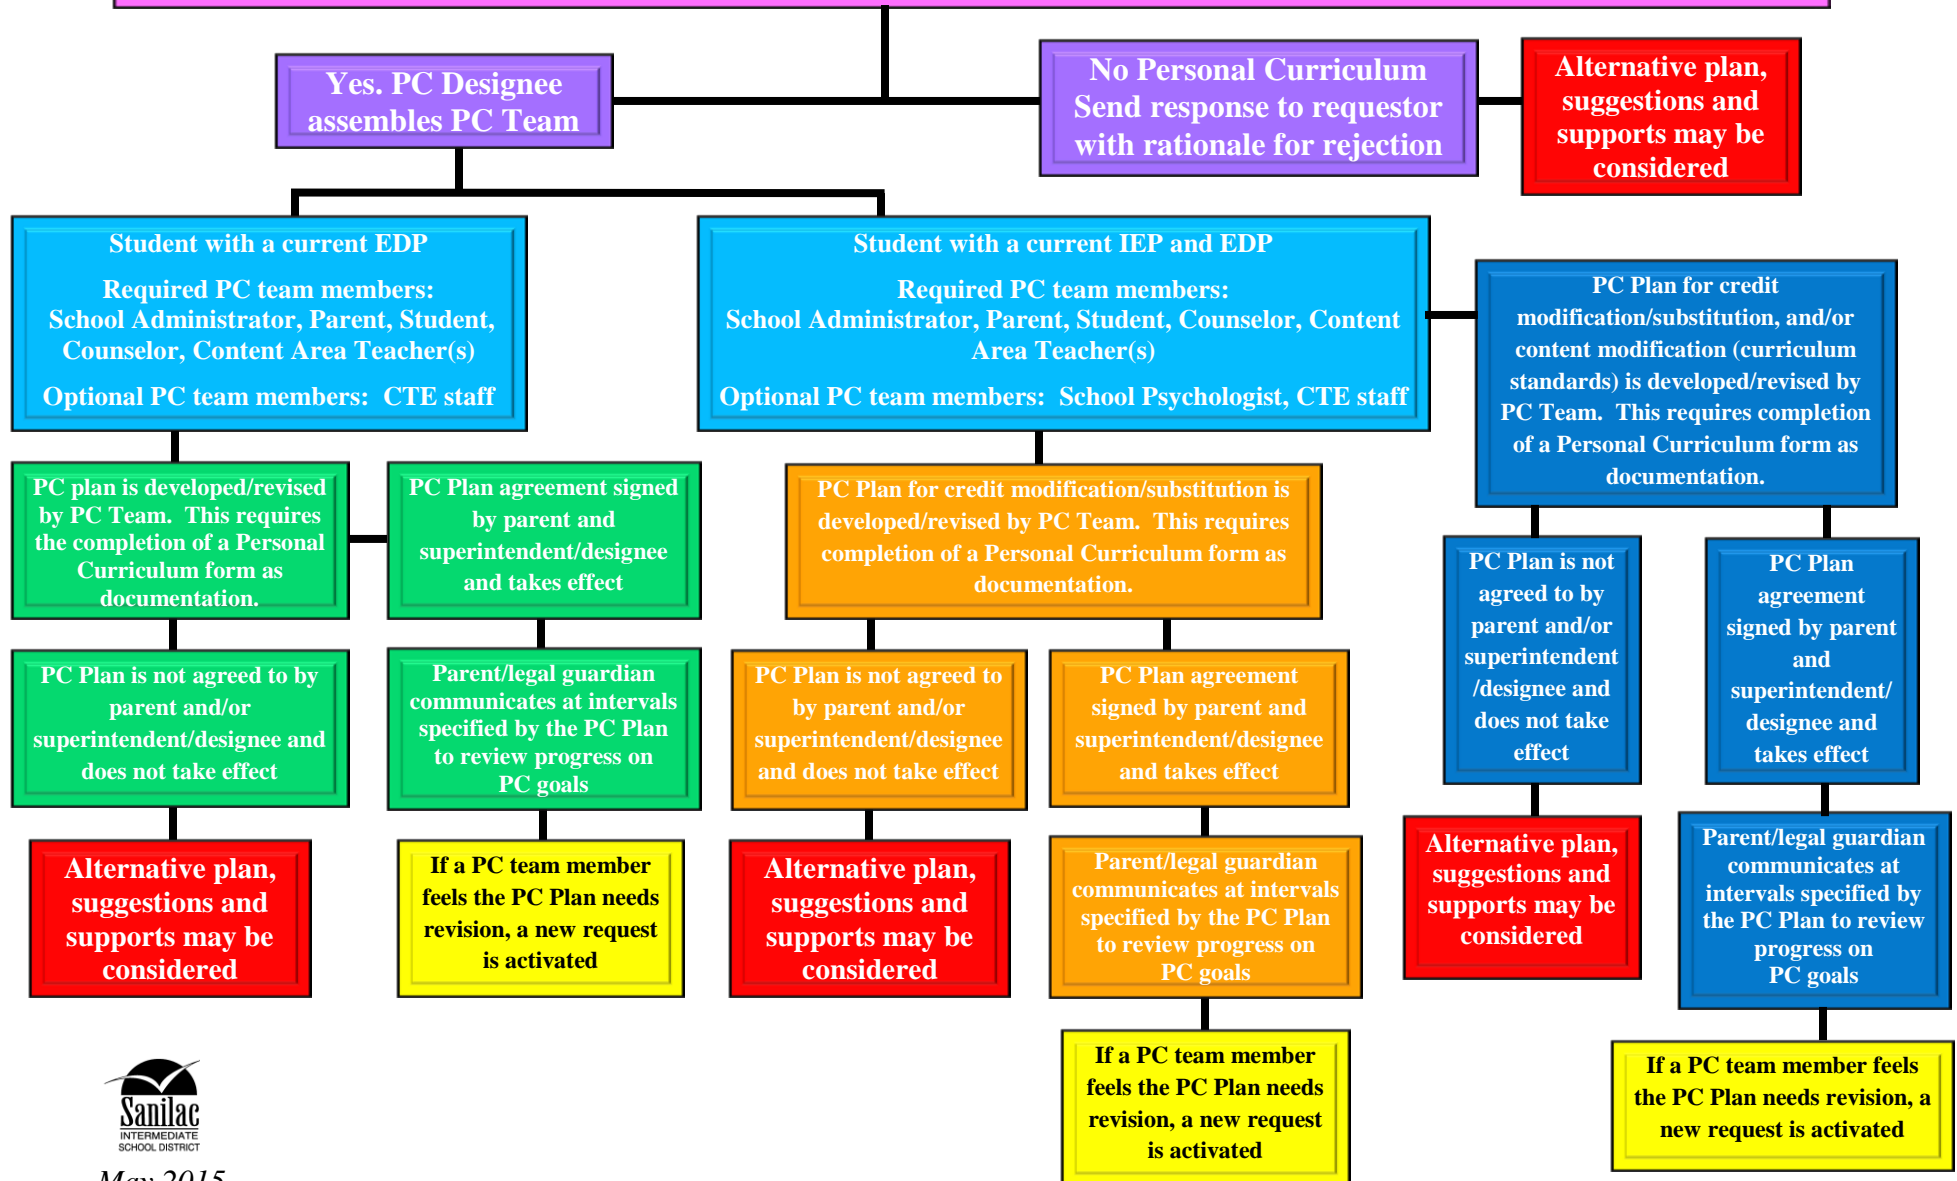 Yes. PC Designee
assembles PC Team
No Personal Curriculum
Send response to requestor
with rationale for rejection
Alternative plan,
suggestions and
supports may be
considered
Student with a current EDP
Required PC team members:
School Administrator, Parent, Student,
Counselor, Content Area Teacher(s)
Optional PC team members:  CTE staff
Student with a current IEP and EDP
Required PC team members:
School Administrator, Parent, Student, Counselor, Content
Area Teacher(s)
Optional PC team members:  School Psychologist, CTE staff
PC Plan for credit
modification/substitution, and/or
content modification (curriculum
standards) is developed/revised by
PC Team.  This requires completion
of a Personal Curriculum form as
documentation.
PC plan is developed/revised
by PC Team.  This requires
the completion of a Personal
Curriculum form as
documentation.
PC Plan agreement signed
by parent and
superintendent/designee
and takes effect
PC Plan for credit modification/substitution is
developed/revised by PC Team.  This requires
completion of a Personal Curriculum form as
documentation.
PC Plan is not
agreed to by
parent and/or
superintendent
/designee and
does not take
effect
PC Plan
agreement
signed by parent
and
superintendent/
designee and
takes effect
PC Plan is not agreed to by
parent and/or
superintendent/designee and
does not take effect
Parent/legal guardian
communicates at intervals
specified by the PC Plan
to review progress on
PC goals
PC Plan is not agreed to
by parent and/or
superintendent/designee
and does not take effect
PC Plan agreement
signed by parent and
superintendent/designee
and takes effect
Alternative plan,
suggestions and
supports may be
considered
If a PC team member
feels the PC Plan needs
revision, a new request
is activated
Alternative plan,
suggestions and
supports may be
considered
Parent/legal guardian
communicates at intervals
specified by the PC Plan
to review progress on
PC goals
Alternative plan,
suggestions and
supports may be
considered
Parent/legal guardian
communicates at
intervals specified by
the PC Plan to review
progress on
PC goals
If a PC team member
feels the PC Plan needs
revision, a new request
is activated
If a PC team member feels
the PC Plan needs revision, a
new request is activated
Sanilac
INTERMEDIATE
SCHOOL DISTRICT
May 2015